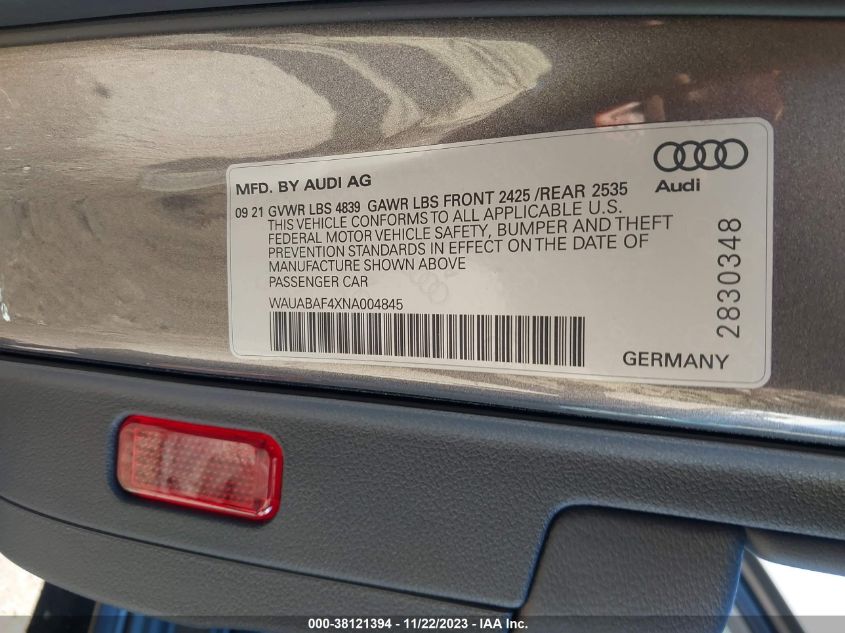 MFD. BY AUDI AG
09 21 GVWR LBS 4839 GAWR LBS FRONT 2425 /REAR 2535
THIS VEHICLE CONFORMS TO ALL APPLICABLE U.S.
FEDERAL MOTOR VEHICLE SAFETY, BUMPER AND THEFT
PREVENTION STANDARDS IN EFFECT ON THE DATE OF
MANUFACTURE SHOWN ABOVE
PASSENGER CAR
WAUABAF4XNA004845
Audi
2830348
GERMANY
000-38121394 - 11/22/2023 - IAAI.com